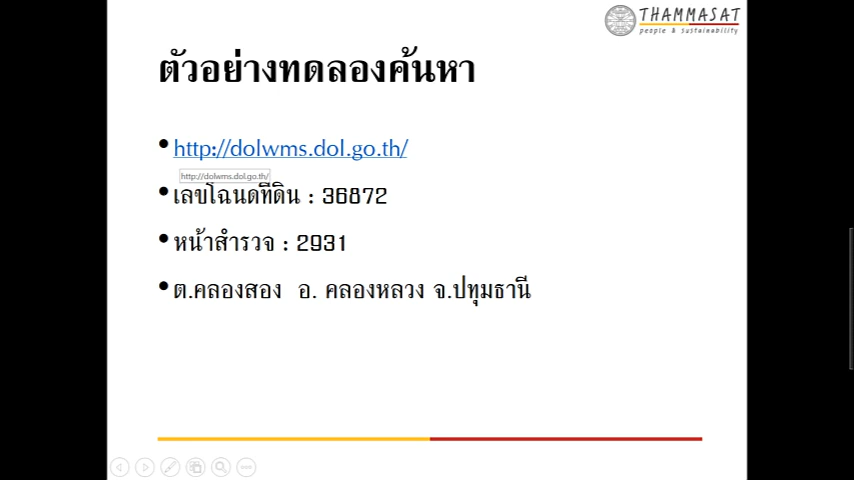 THAMMASAT
people & sustainability
ตัวอย่างทดลองค้นหา
• http://dolwms.dol.go.th/
http://dolwms.dol.go.th/
• เลขโฉนดที่ดิน : 36872
• หน้าสำรวจ : 2931
• ต.คลองสอง อ. คลองหลวง จ.ปทุมธานี